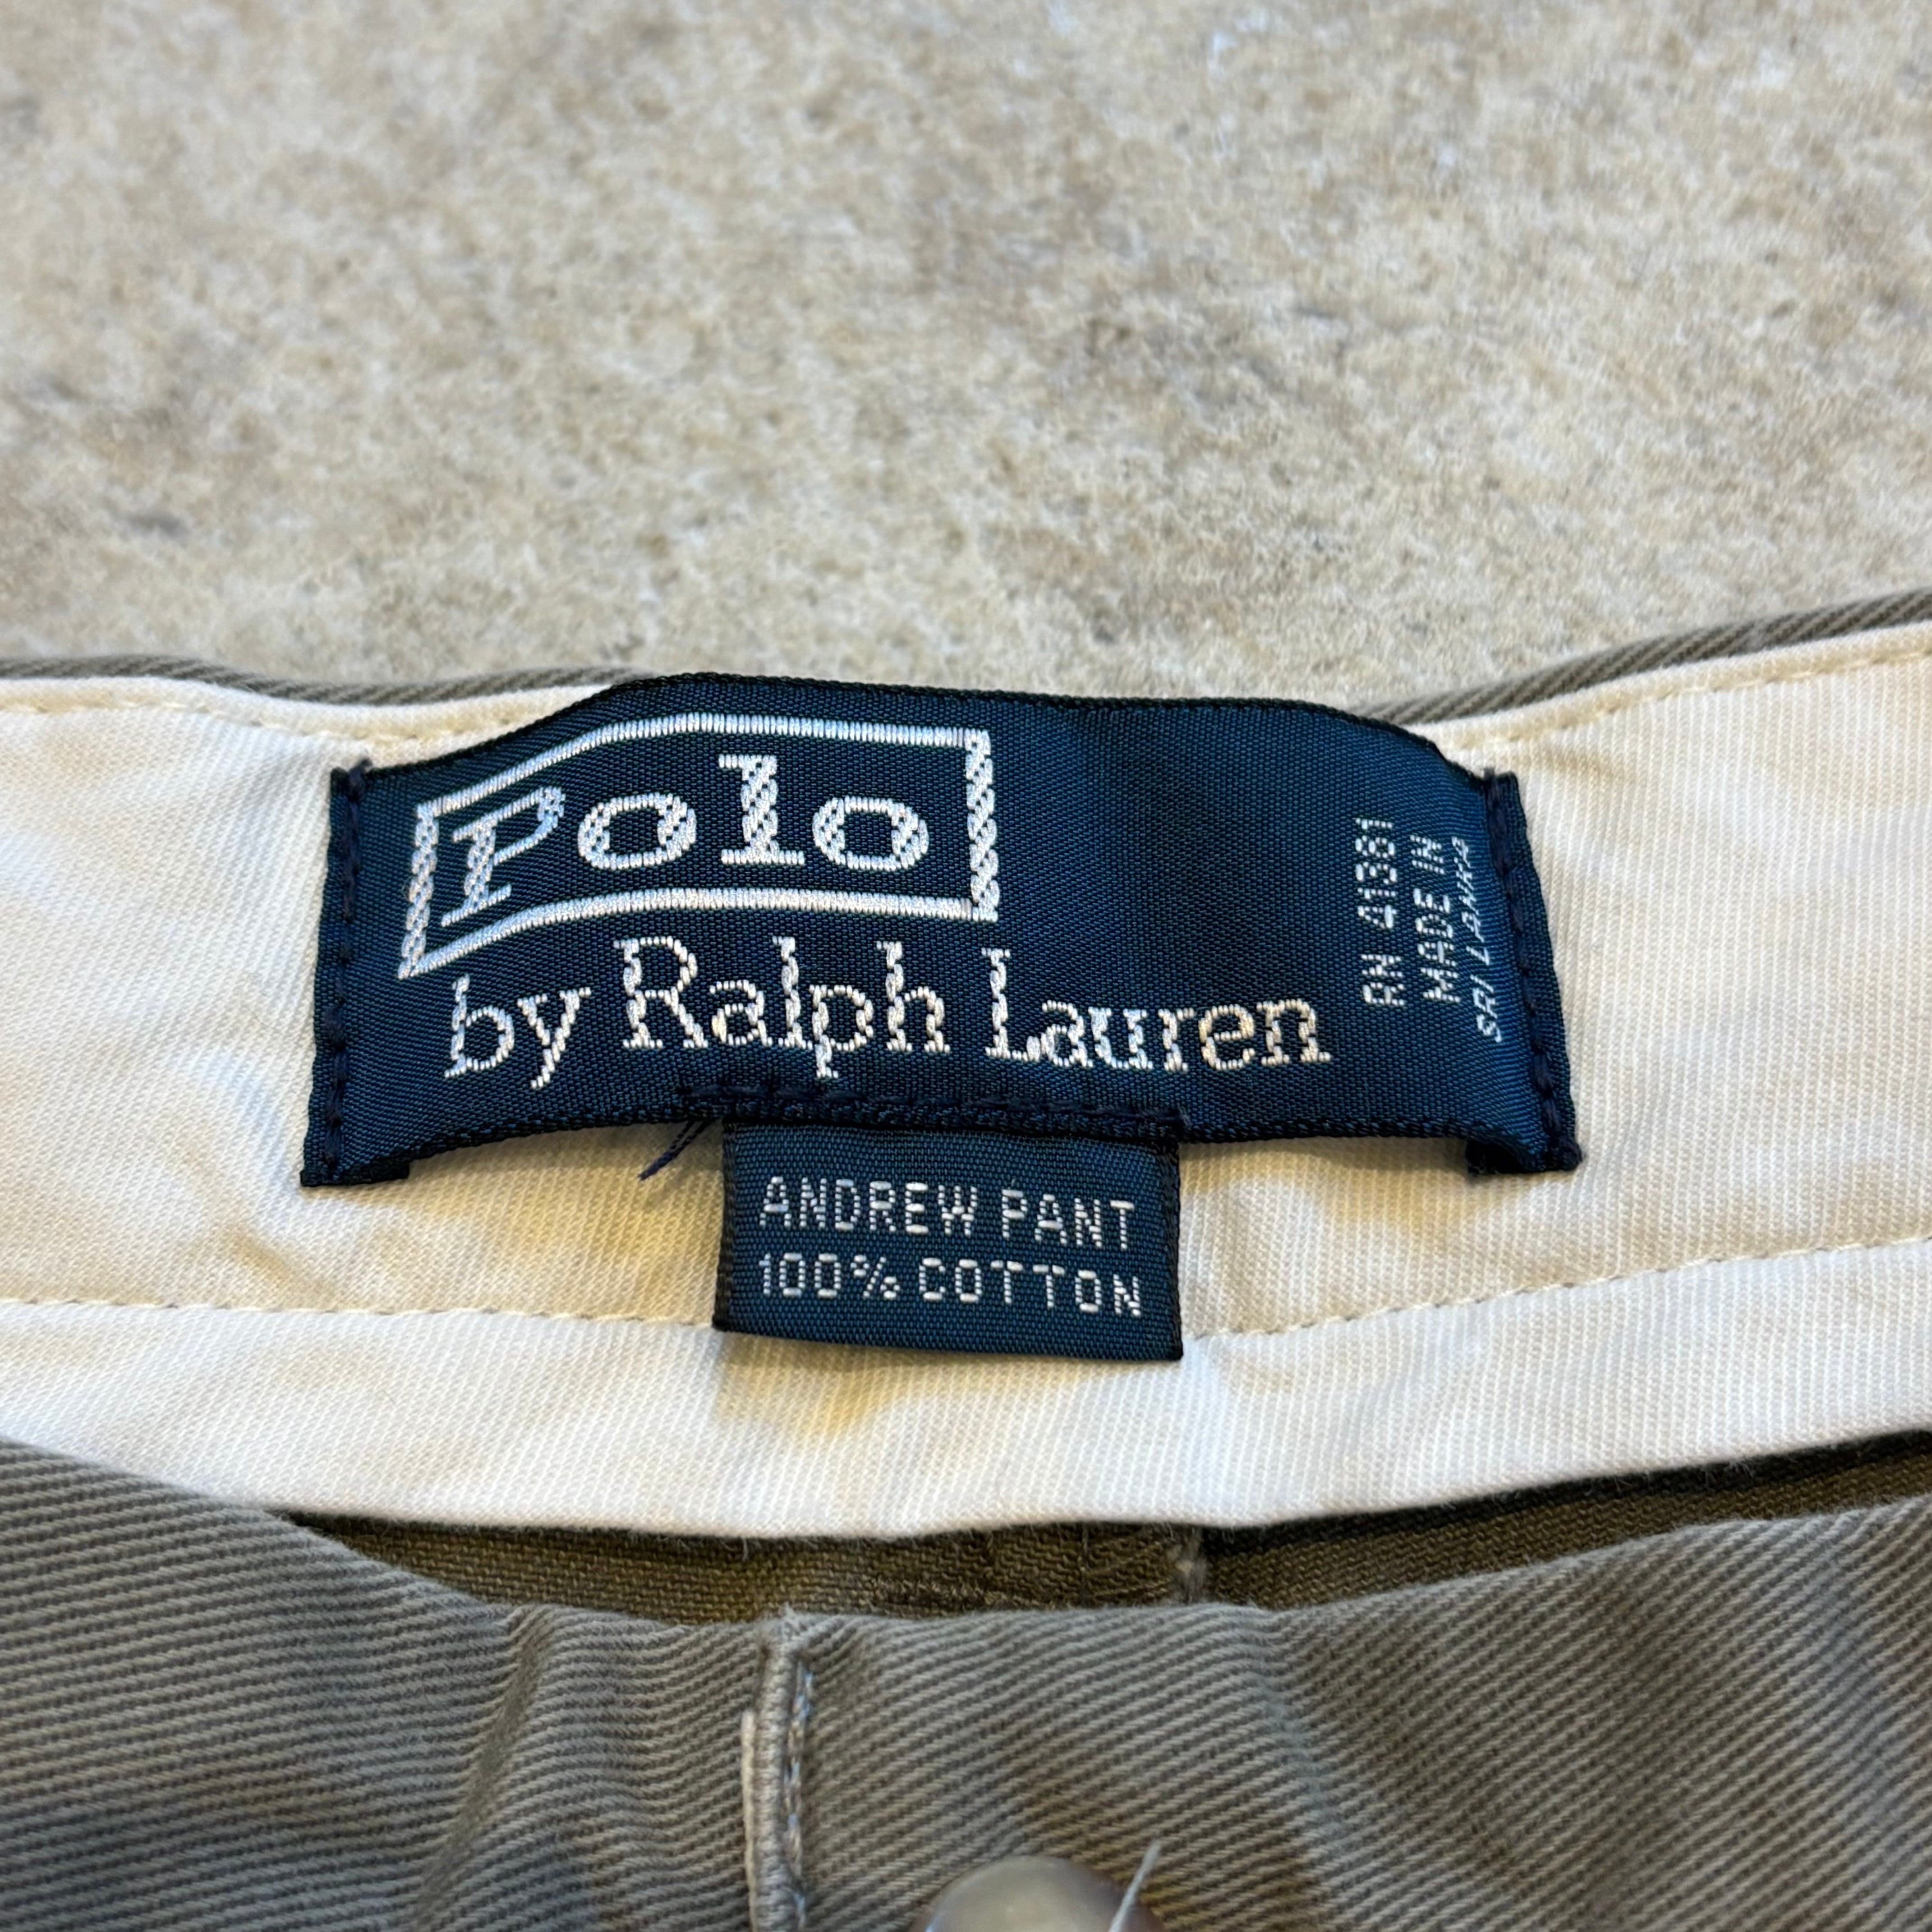 Polo
by Ralph Lauren
RN 41381
MADE IN
SRI LANKA
ANDREW PANT
100% COTTON